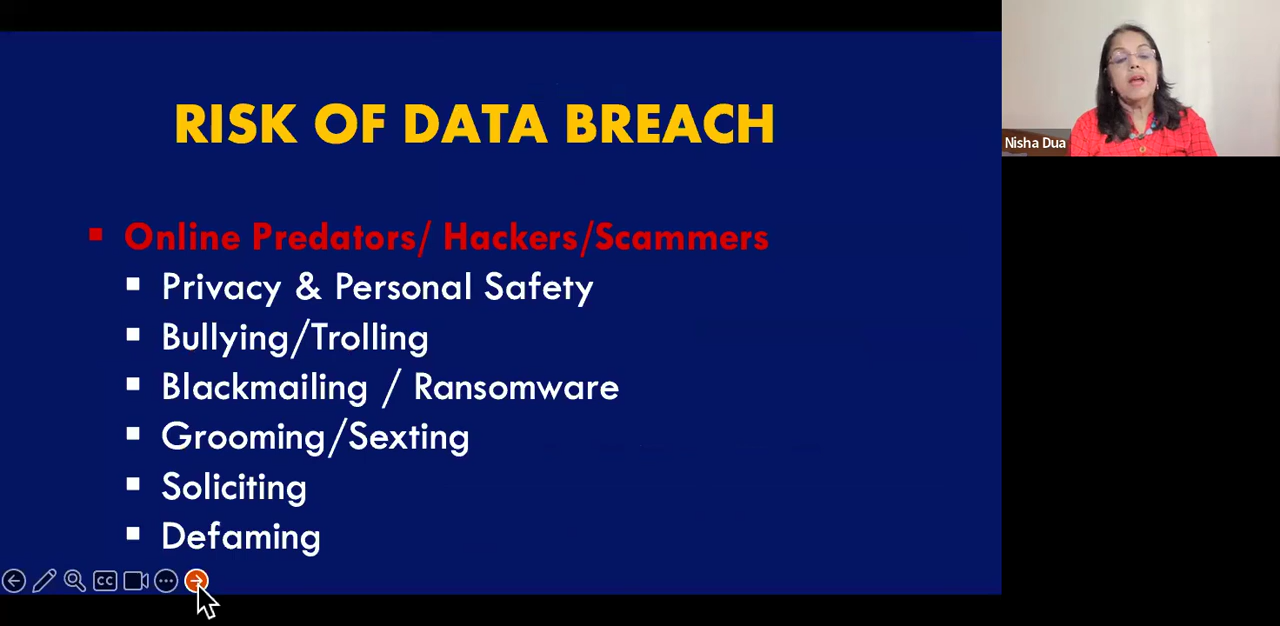 RISK OF DATA BREACH
Online Predators/ Hackers/Scammers
Privacy & Personal Safety
Bullying/Trolling
Blackmailing / Ransomware
Grooming/Sexting
Soliciting
Defaming
CC
Nisha Dua